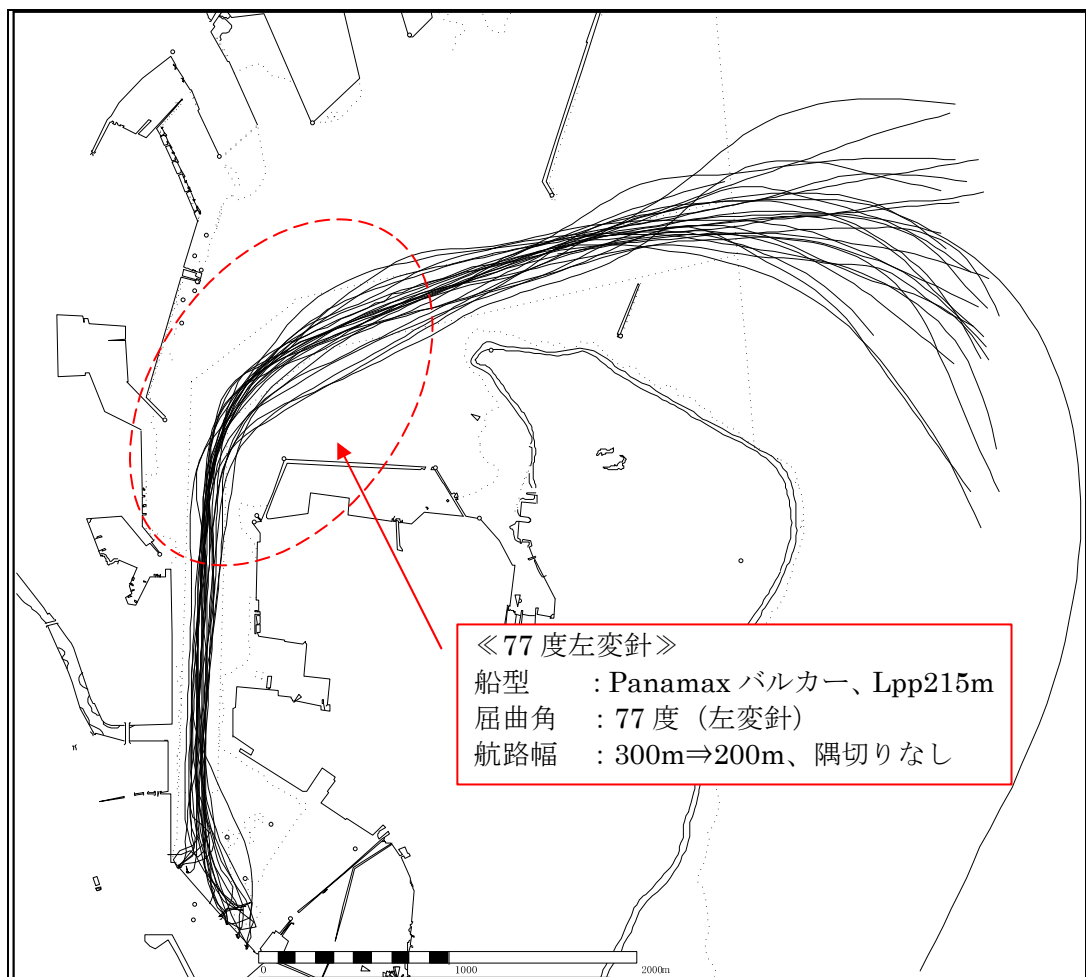 ≪77 度左変針≫
船型 : Panamax バルカー、Lpp215m
屈曲角 : 77 度（左変針）
航路幅 : 300m⇒200m、隅切りなし
0 1000 2000m